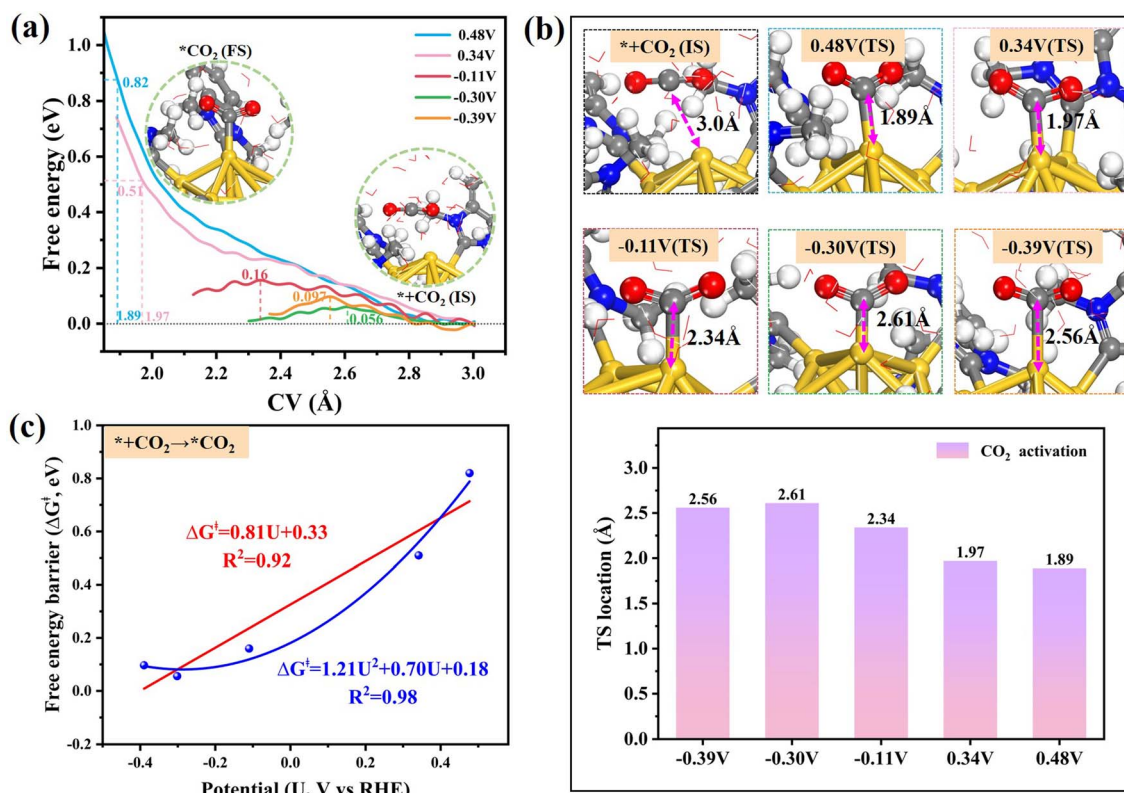 (a)
*CO₂ (FS)
0.48V
0.34V
-0.11V
-0.30V
-0.39V
0.82
0.51
0.16
0.097
0.056
1.89
1.97
*+CO₂ (IS)
Free energy (eV)
1.0
0.8
0.6
0.4
0.2
0.0
2.0
2.2
2.4
2.6
2.8
3.0
CV (Å)
(b)
*+CO₂ (IS)
3.0Å
0.48V(TS)
1.89Å
0.34V(TS)
1.97Å
-0.11V(TS)
2.34Å
-0.30V(TS)
2.61Å
-0.39V(TS)
2.56Å
CO₂ activation
TS location (Å)
3.0
2.5
2.0
1.5
1.0
0.5
0.0
2.56
2.61
2.34
1.97
1.89
-0.39V
-0.30V
-0.11V
0.34V
0.48V
(c)
*+CO₂→*CO₂
ΔG‡=0.81U+0.33
R²=0.92
ΔG‡=1.21U²+0.70U+0.18
R²=0.98
Free energy barrier (ΔG‡, eV)
1.0
0.8
0.6
0.4
0.2
0.0
-0.2
-0.4
-0.2
0.0
0.2
0.4
Potential (U, V vs RHE)